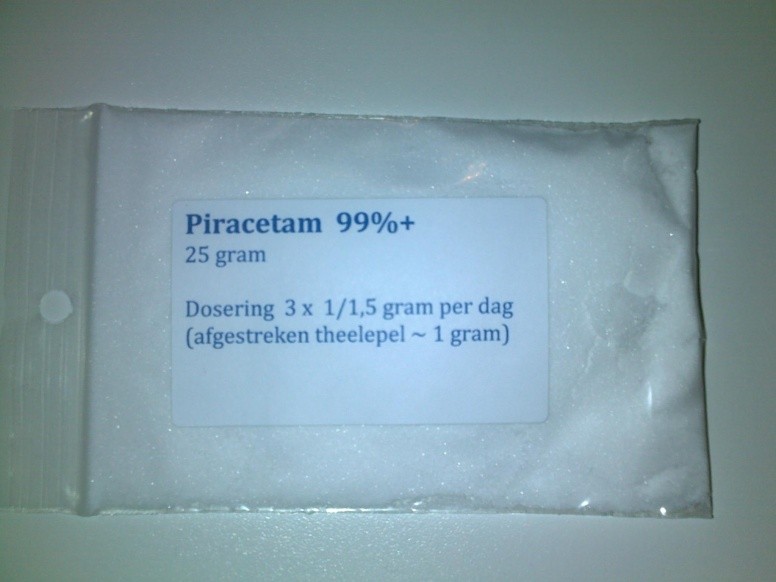 Piracetam 99%+
25 gram
Dosering 3 x 1/1,5 gram per dag
(afgestreken theelepel ~ 1 gram)